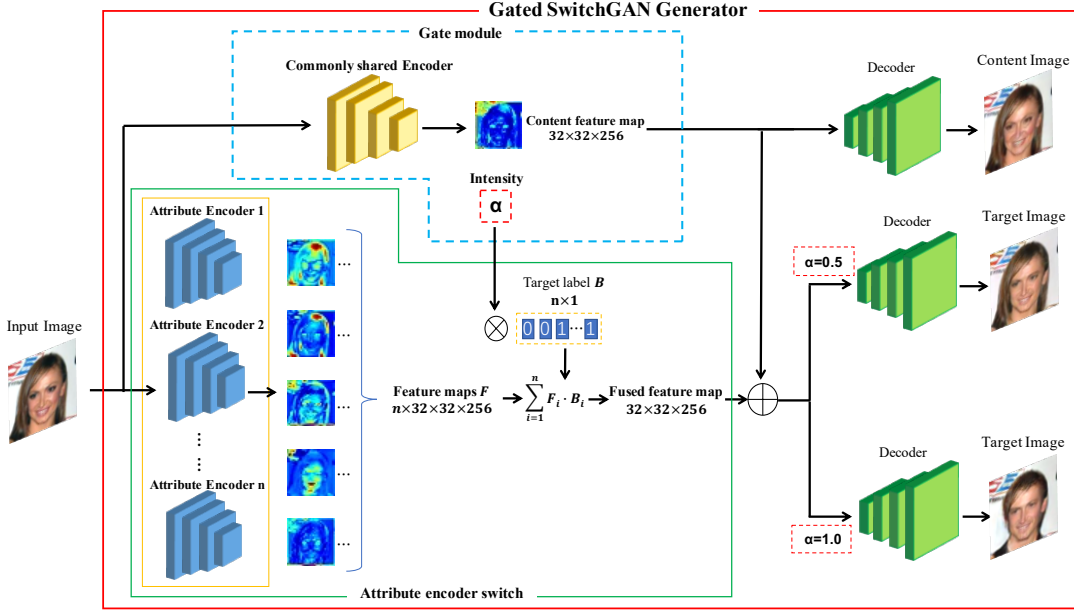 Gated SwitchGAN Generator
Gate module
Commonly shared Encoder
Content feature map
32×32×256
Decoder
Content Image
Intensity
α
Attribute Encoder 1
...
Attribute Encoder 2
...
...
...
Attribute Encoder n
...
...
...
Input Image
Target label B
n×1
0 0 1 ... 1
Feature maps F
n×32×32×256
n
∑ F_i · B_i
i=1
Fused feature map
32×32×256
Decoder
Target Image
α=0.5
Decoder
Target Image
α=1.0
Attribute encoder switch